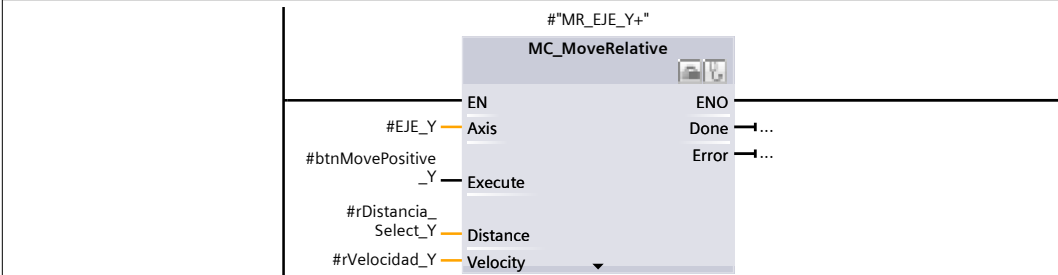 #"MR_EJE_Y+"
MC_MoveRelative
EN ENO
#EJE_Y Axis Done ...
Error ...
#btnMovePositive
_Y Execute
#rDistancia_
Select_Y Distance
#rVelocidad_Y Velocity